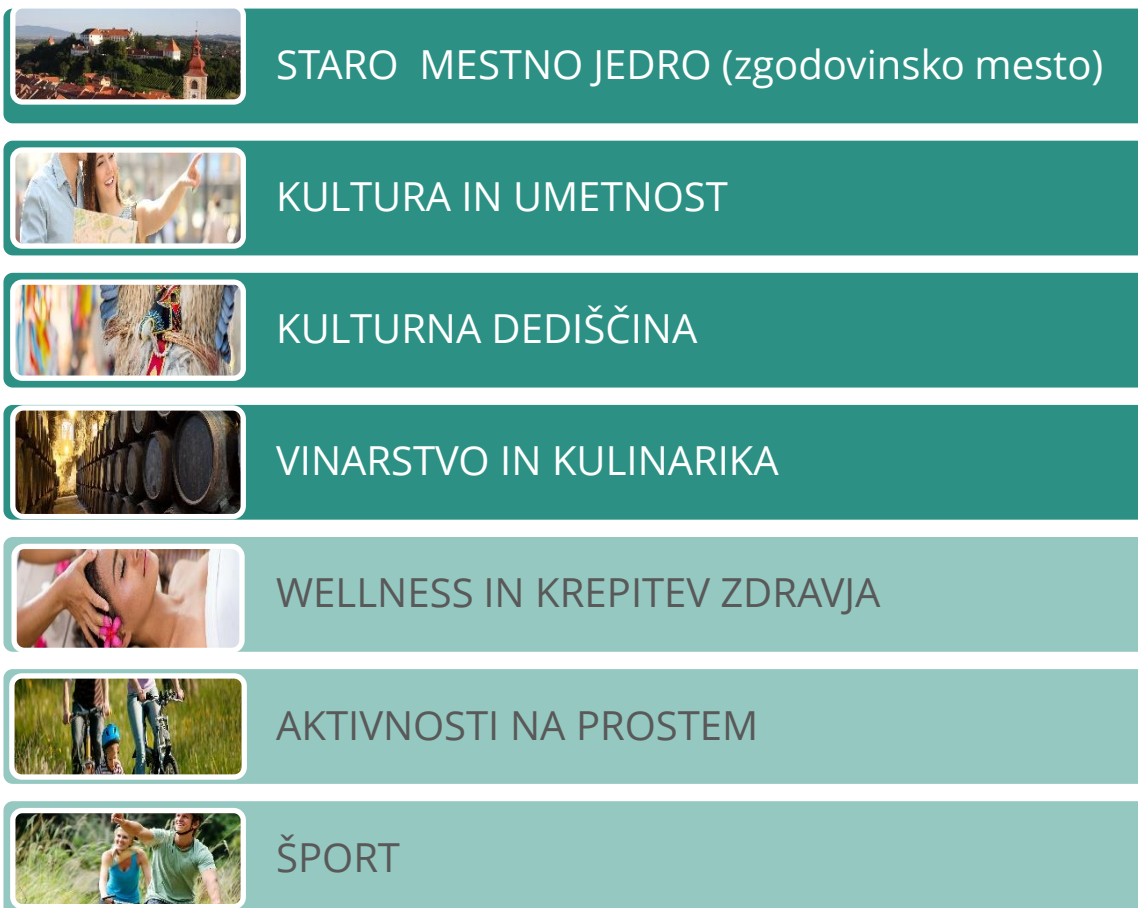 STARO MESTNO JEDRO (zgodovinsko mesto)
KULTURA IN UMETNOST
KULTURNA DEDIŠČINA
VINARSTVO IN KULINARIKA
WELLNESS IN KREPITEV ZDRAVJA
AKTIVNOSTI NA PROSTEM
ŠPORT